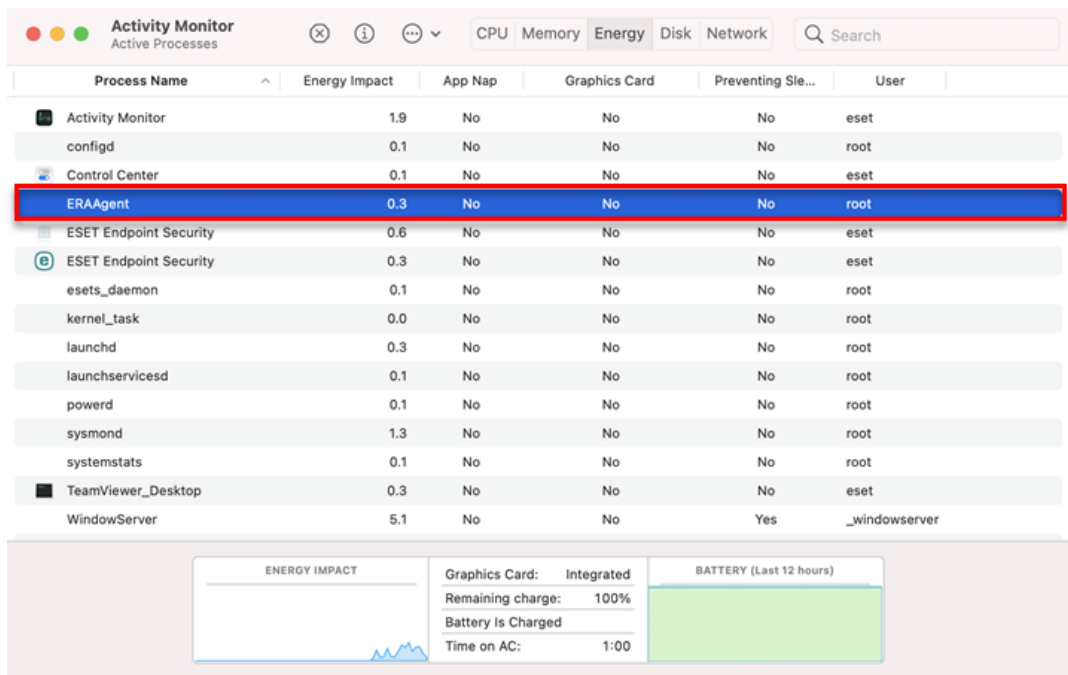 Activity Monitor
Active Processes
CPU Memory Energy Disk Network Search
Process Name Energy Impact App Nap Graphics Card Preventing Sle... User
Activity Monitor 1.9 No No No eset
configd 0.1 No No No root
Control Center 0.1 No No No eset
ERAAgent 0.3 No No No root
ESET Endpoint Security 0.6 No No No eset
e ESET Endpoint Security 0.3 No No No eset
esets_daemon 0.1 No No No root
kernel_task 0.0 No No No root
launchd 0.3 No No No root
launchservicesd 0.1 No No No root
powerd 0.1 No No No root
sysmond 1.3 No No No root
systemstats 0.1 No No No root
TeamViewer_Desktop 0.3 No No No eset
WindowServer 5.1 No No Yes _windowserver
ENERGY IMPACT
Graphics Card: Integrated
Remaining charge: 100%
Battery Is Charged
Time on AC: 1:00
BATTERY (Last 12 hours)